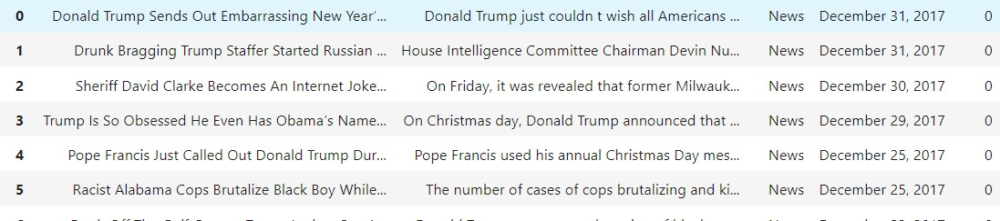 0 Donald Trump Sends Out Embarrassing New Year’... Donald Trump just couldn t wish all Americans ... News December 31, 2017 0
1 Drunk Bragging Trump Staffer Started Russian ... House Intelligence Committee Chairman Devin Nu... News December 31, 2017 0
2 Sheriff David Clarke Becomes An Internet Joke... On Friday, it was revealed that former Milwauk... News December 30, 2017 0
3 Trump Is So Obsessed He Even Has Obama’s Name... On Christmas day, Donald Trump announced that ... News December 29, 2017 0
4 Pope Francis Just Called Out Donald Trump Dur... Pope Francis used his annual Christmas Day mes... News December 25, 2017 0
5 Racist Alabama Cops Brutalize Black Boy While... The number of cases of cops brutalizing and ki... News December 25, 2017 0